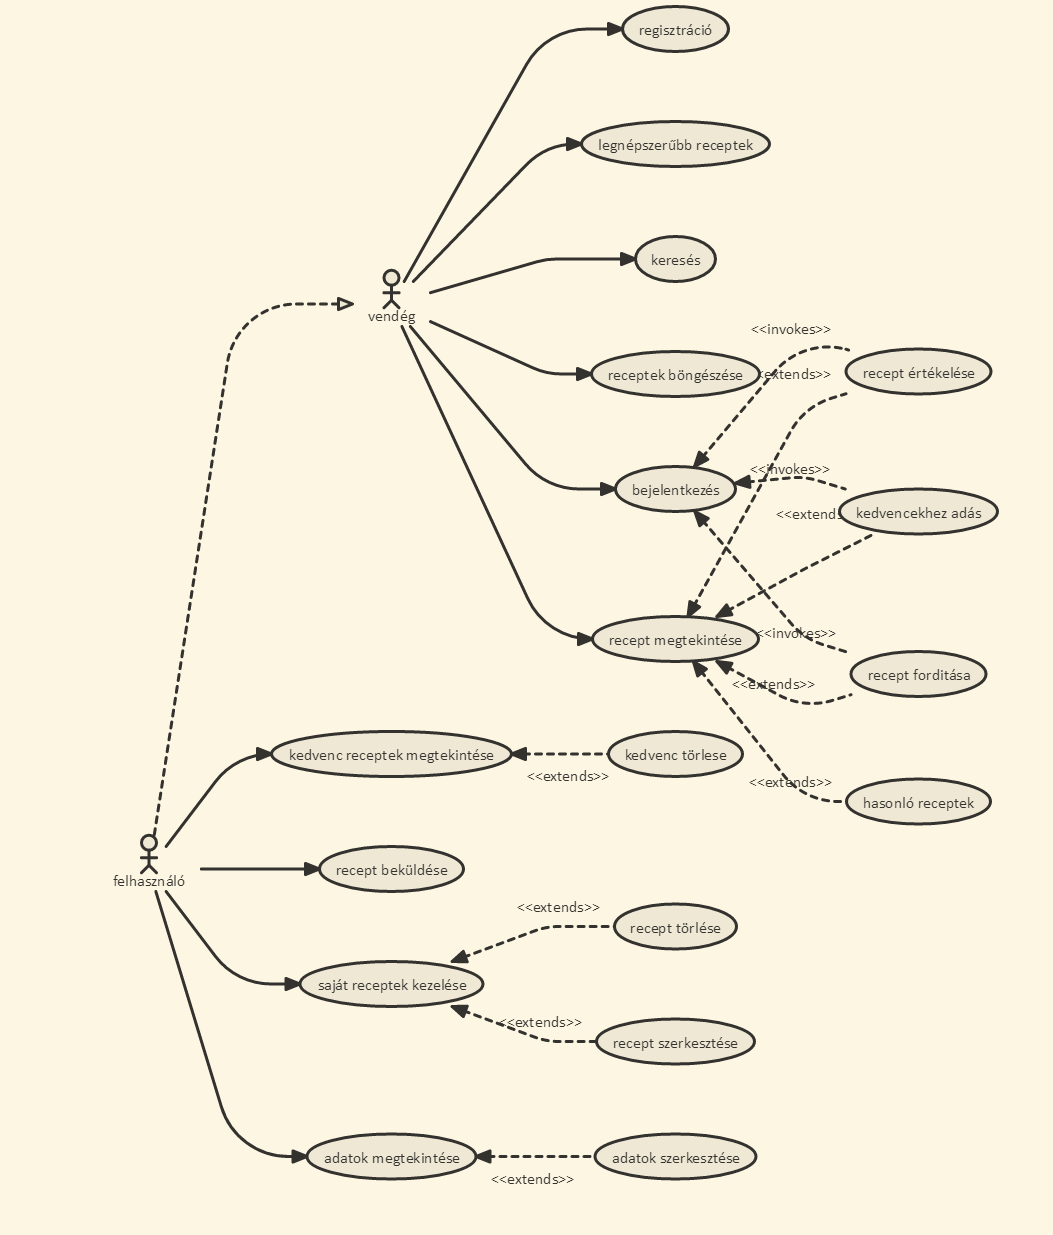 regisztráció
legnépszerűbb receptek
keresés
vendég
<<invokes>>
receptek böngészése
<<extends>>
recept értékelése
bejelentkezés
<<invokes>>
<<extends
kedvencekhez adás
recept megtekintése
<<invokes>>
recept forditása
<<extends>>
kedvenc receptek megtekintése
kedvenc törlese
<<extends>>
<<extends>>
hasonló receptek
felhasználó
recept beküldése
<<extends>>
recept törlése
saját receptek kezelése
<<extends>>
recept szerkesztése
adatok megtekintése
adatok szerkesztése
<<extends>>